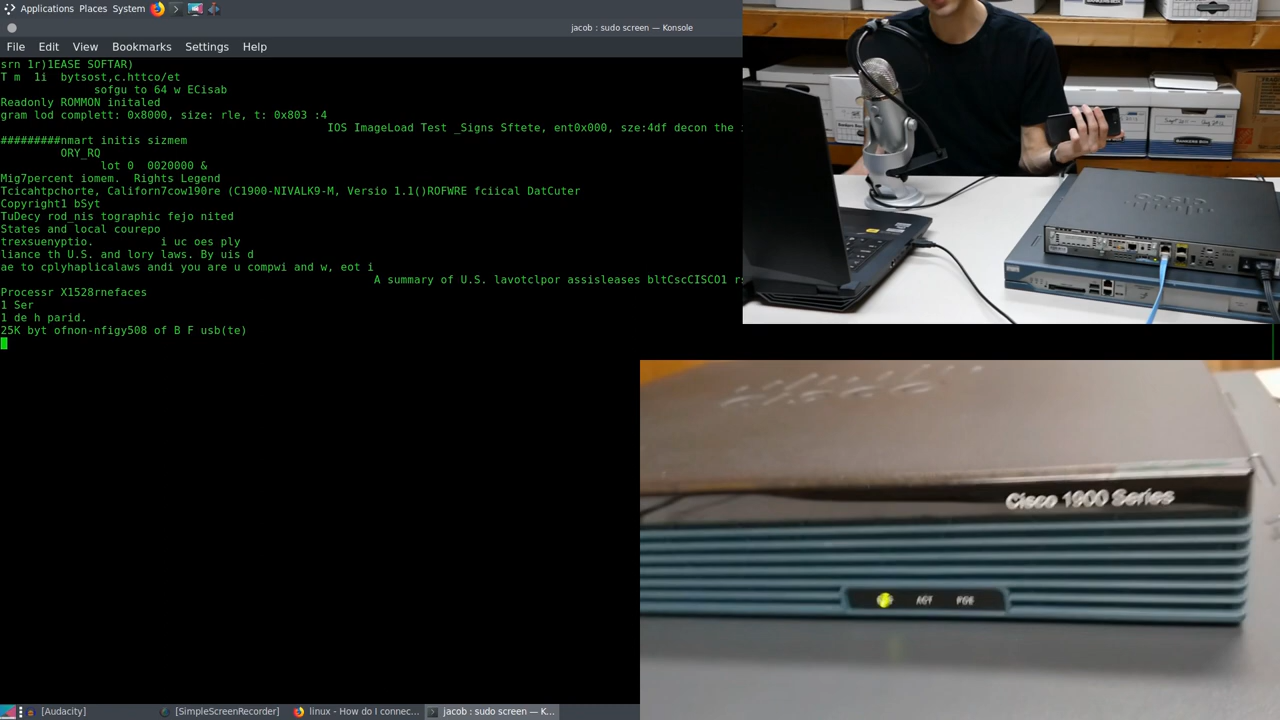 Applications Places System
jacob : sudo screen — Konsole
File Edit View Bookmarks Settings Help
srn 1r)1EASE SOFTAR)
T m  1i  bytsost,c.httco/et
sofgu to 64 w ECisab
Readonly ROMMON initaled
gram lod complett: 0x8000, size: rle, t: 0x803 :4
IOS ImageLoad Test _Signs Sftete, ent0x000, sze:4df decon the
#########nmart initis sizmem
ORY_RQ
lot 0  0020000 &
Mig7percent iomem.  Rights Legend
Tcicahtpchorte, Californ7cow190re (C1900-NIVALK9-M, Versio 1.1()ROFWRE fciical DatCuter
Copyright1 bSyt
TuDecy rod_nis tographic fejo nited
States and local courepo
trexsuenyptio.          i uc oes ply
liance th U.S. and lory laws. By uis d
ae to cplyhaplicalaws andi you are u compwi and w, eot i
A summary of U.S. lavotclpor assisleases bltCscCISCO1
Processr X1528rnefaces
1 Ser
1 de h parid.
25K byt ofnon-nfigy508 of B F usb(te)
CISCO
Cisco 1900 Series
ACT
POE
[Audacity]
[SimpleScreenRecorder]
linux - How do I connec...
jacob : sudo screen — K...